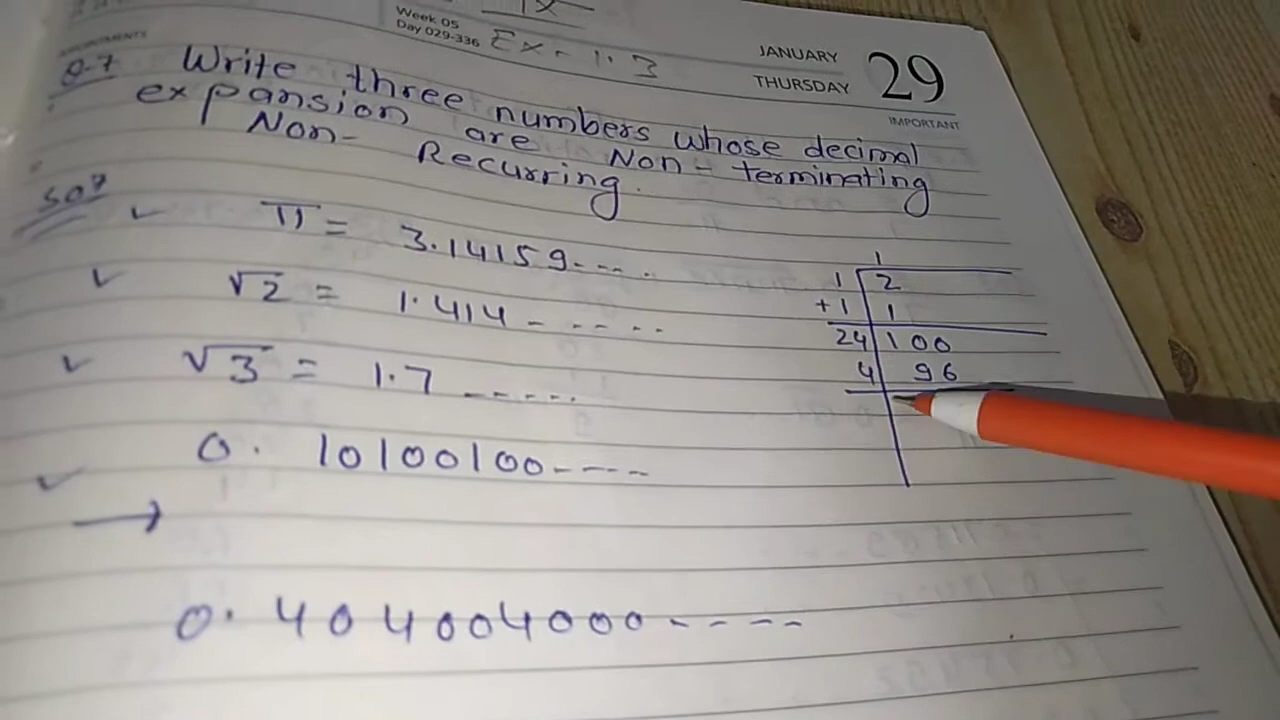 Week 05
Day 029-336
Ex - 1.3
JANUARY
THURSDAY
29
IMPORTANT
Q.7 Write three numbers whose decimal
expansion are Non-terminating
Non-Recurring.
Sol
π = 3.14159-----
√2 = 1.414 -----
√3 = 1.7 -----
0. 10100100----
→
0. 404004000----
1
1 2
+1 1
24 100
4 96